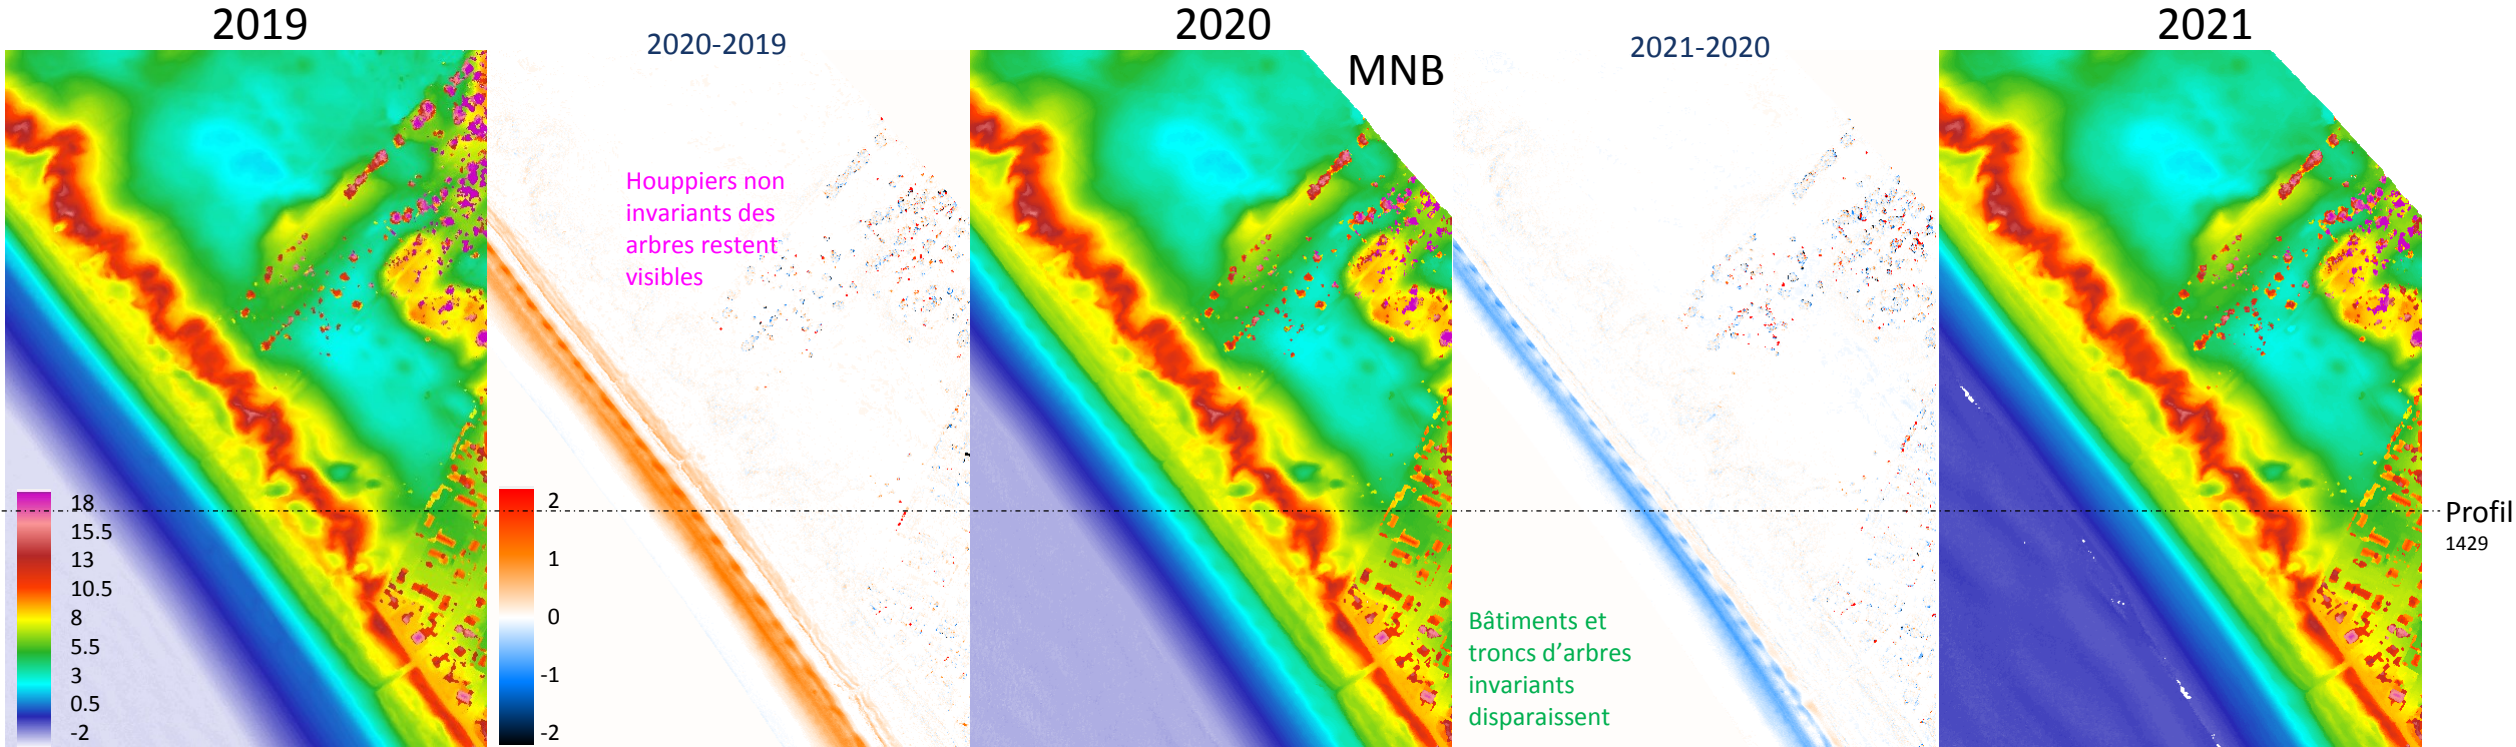 2019
2020-2019
2020
MNB
2021-2020
2021
Houppiers non
invariants des
arbres restent
visibles
18
15.5
13
10.5
8
5.5
3
0.5
-2
2
1
0
-1
-2
Bâtiments et
troncs d’arbres
invariants
disparaissent
Profil
1429